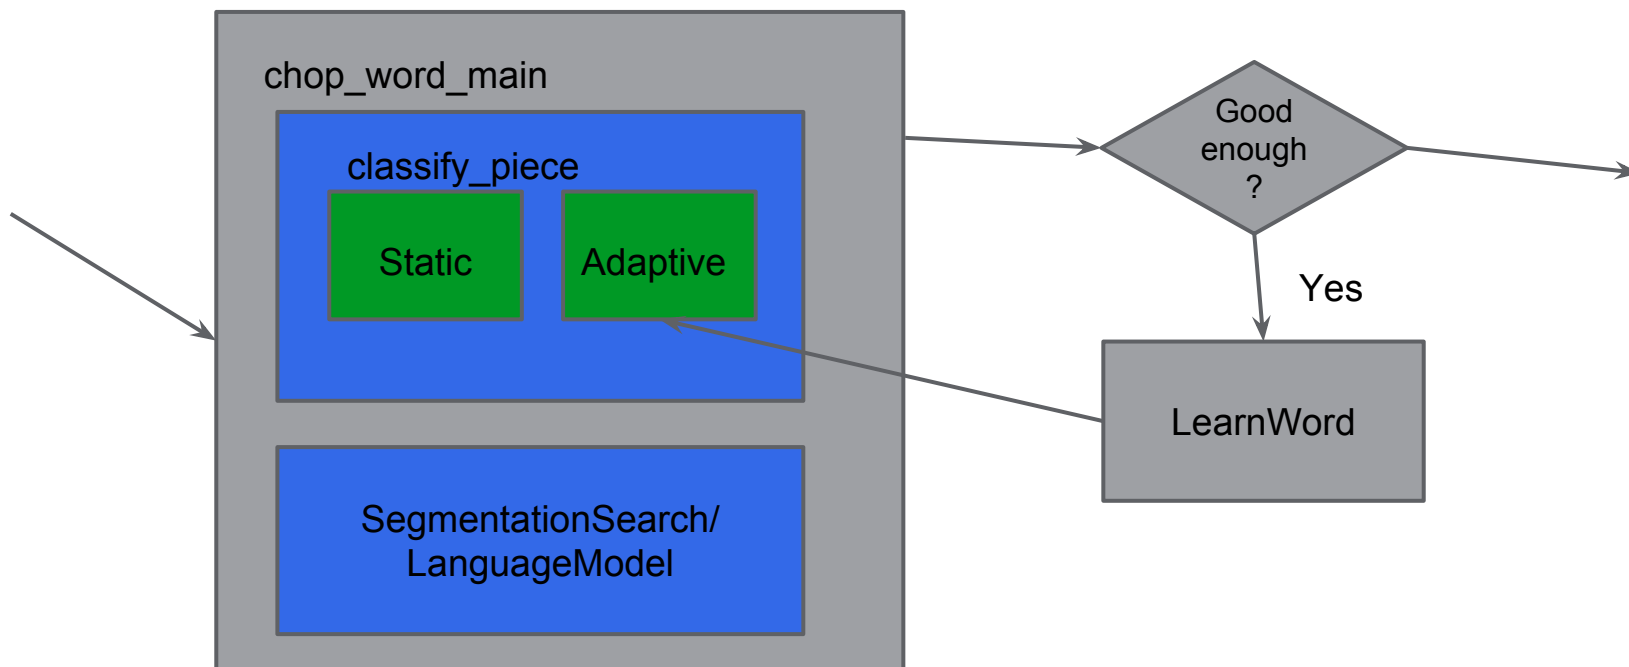 chop_word_main
classify_piece
Static
Adaptive
SegmentationSearch/
LanguageModel
Good
enough
?
Yes
LearnWord